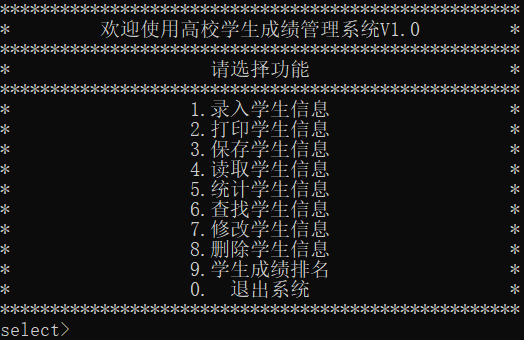 ****************************************************
* 欢迎使用高校学生成绩管理系统V1.0 *
****************************************************
* 请选择功能 *
****************************************************
* 1.录入学生信息 *
* 2.打印学生信息 *
* 3.保存学生信息 *
* 4.读取学生信息 *
* 5.统计学生信息 *
* 6.查找学生信息 *
* 7.修改学生信息 *
* 8.删除学生信息 *
* 9.学生成绩排名 *
* 0. 退出系统 *
****************************************************
select>